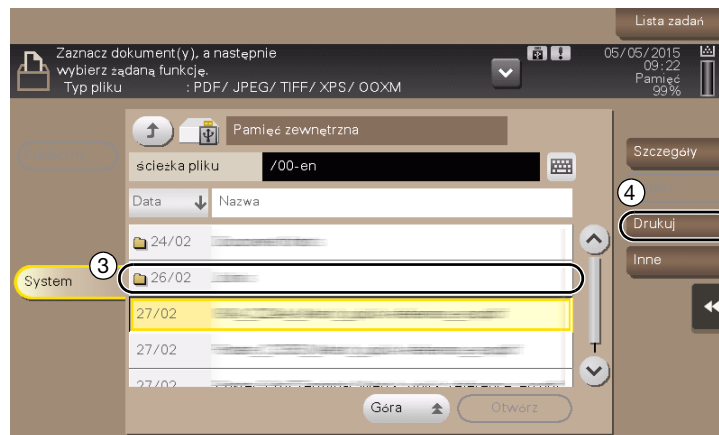 Lista zadań
Zaznacz dokument(y), a następnie
wybierz żądaną funkcję.
Typ pliku : PDF/ JPEG/ TIFF/ XPS/ OOXM
05/05/2015
09:22
Pamięć
99%
Pamięć zewnętrzna
ścieżka pliku /00-en
Data Nazwa
24/02
26/02
27/02
27/02
27/02
System
3
4
Szczegóły
Drukuj
Inne
Góra
Otwórz